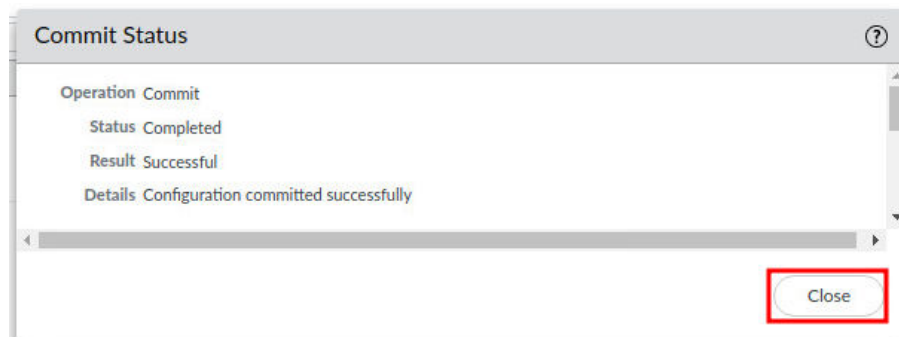 Commit Status
Operation Commit
Status Completed
Result Successful
Details Configuration committed successfully
Close